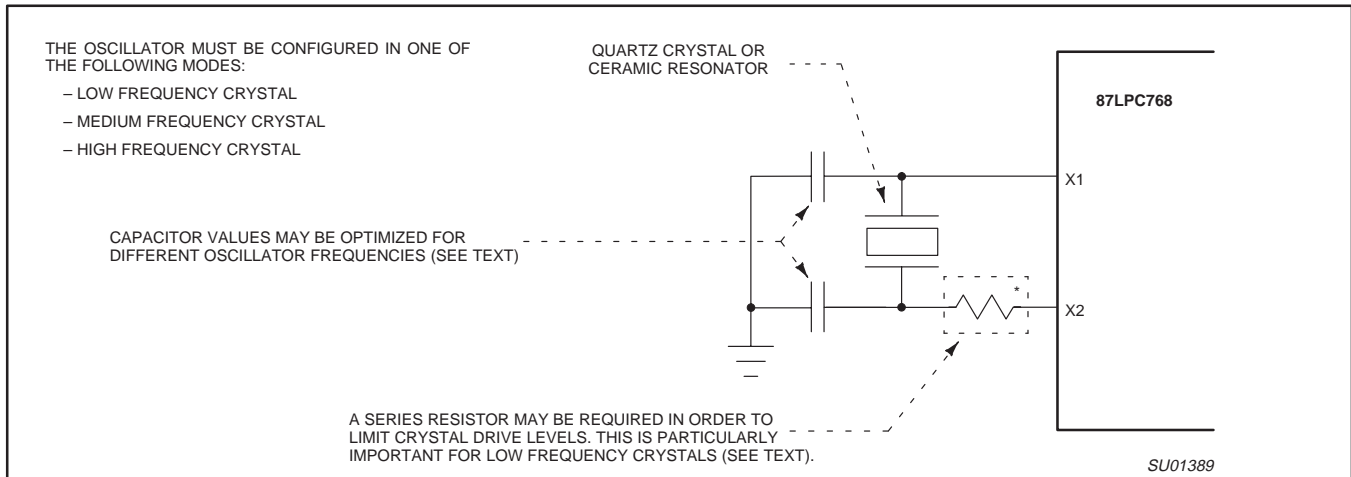 THE OSCILLATOR MUST BE CONFIGURED IN ONE OF
THE FOLLOWING MODES:
– LOW FREQUENCY CRYSTAL
– MEDIUM FREQUENCY CRYSTAL
– HIGH FREQUENCY CRYSTAL
QUARTZ CRYSTAL OR
CERAMIC RESONATOR
87LPC768
X1
CAPACITOR VALUES MAY BE OPTIMIZED FOR
DIFFERENT OSCILLATOR FREQUENCIES (SEE TEXT)
*
X2
A SERIES RESISTOR MAY BE REQUIRED IN ORDER TO
LIMIT CRYSTAL DRIVE LEVELS. THIS IS PARTICULARLY
IMPORTANT FOR LOW FREQUENCY CRYSTALS (SEE TEXT).
SU01389